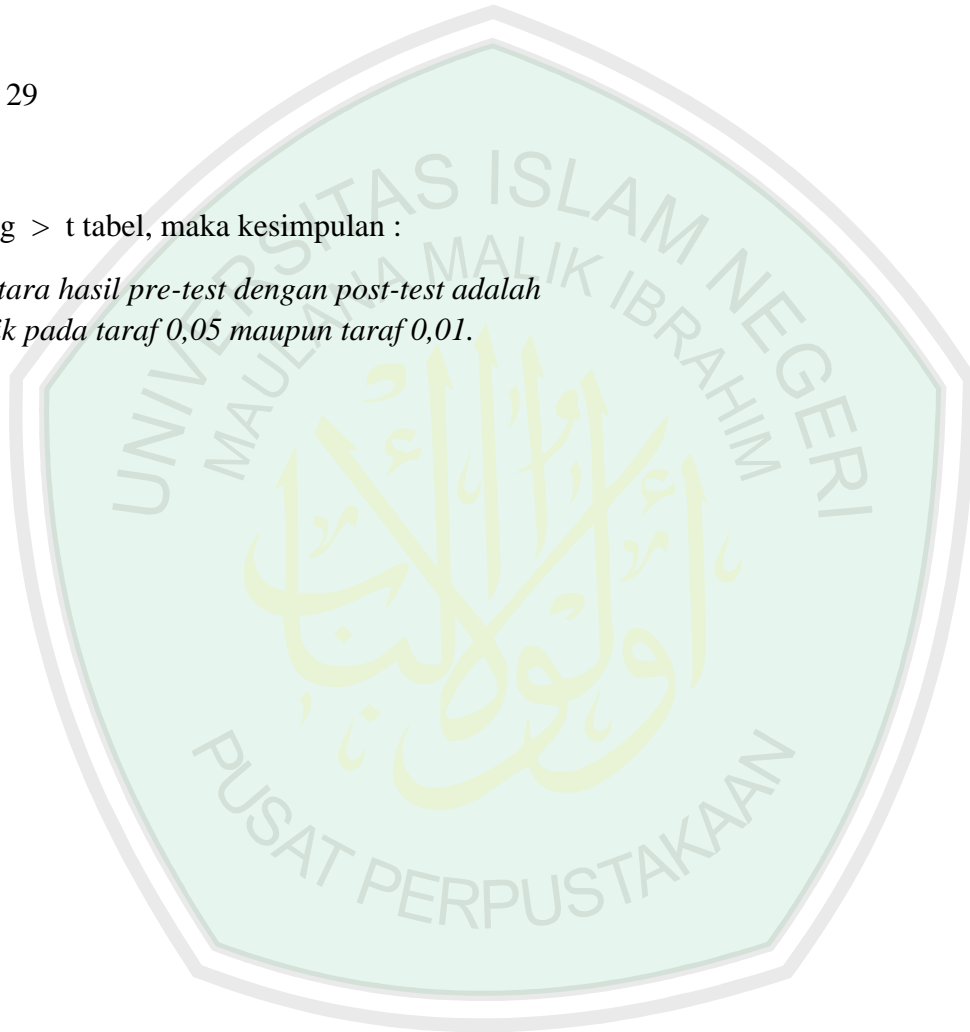 29
g > t tabel, maka kesimpulan :
tara hasil pre-test dengan post-test adalah
ik pada taraf 0,05 maupun taraf 0,01.
UNIVERSITAS ISLAM NEGERI
MAULANA MALIK IBRAHIM
PUSAT PERPUSTAKAAN